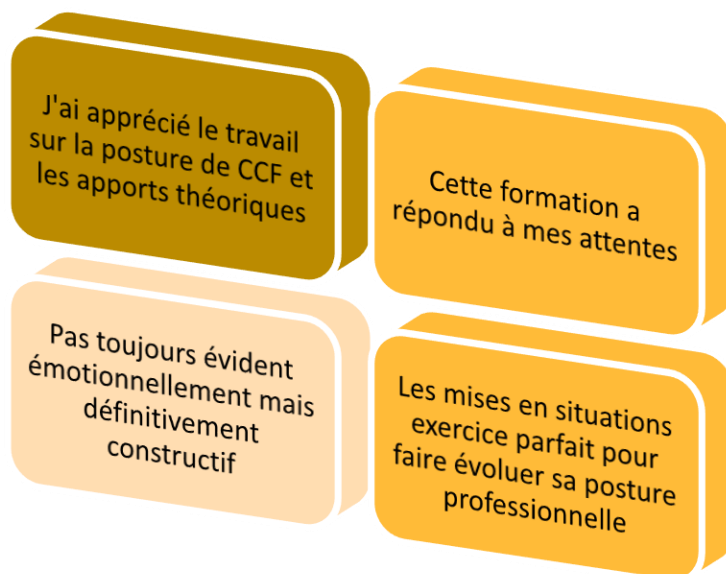 J'ai apprécié le travail
sur la posture de CCF et
les apports théoriques
Cette formation a
répondu à mes attentes
Pas toujours évident
émotionnellement mais
définitivement
constructif
Les mises en situations
exercice parfait pour
faire évoluer sa posture
professionnelle